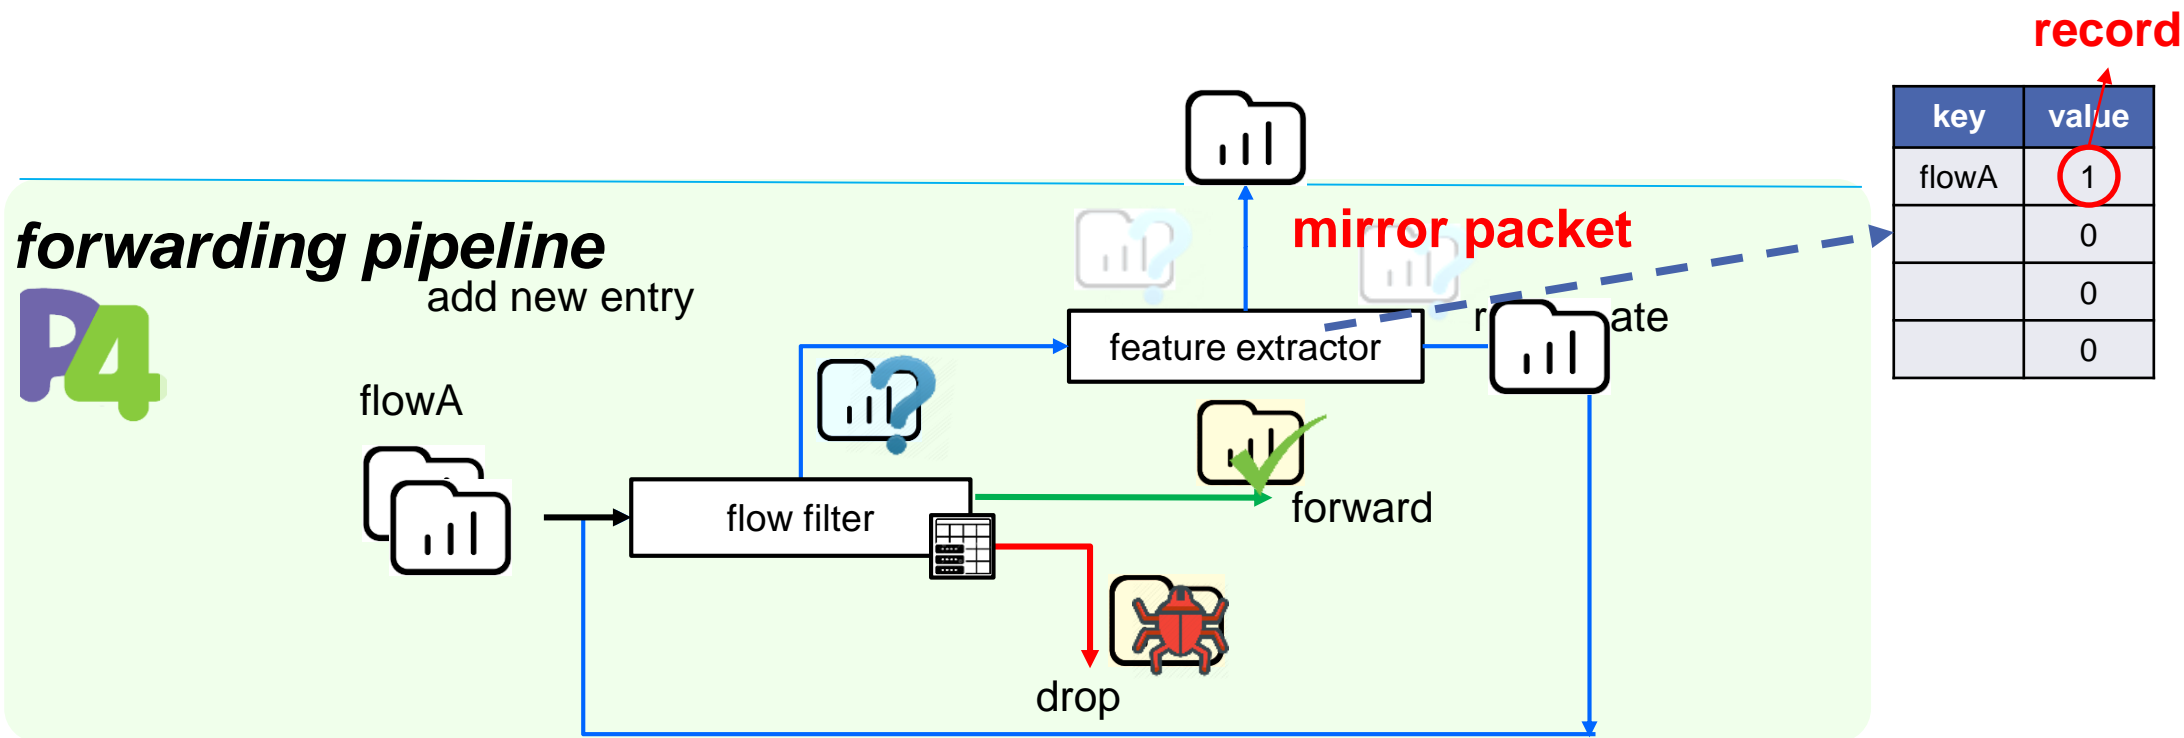 record
key value
flowA 1
0
0
0
mirror packet
forwarding pipeline
add new entry
P4
feature extractor
ate
flowA
flow filter
forward
drop